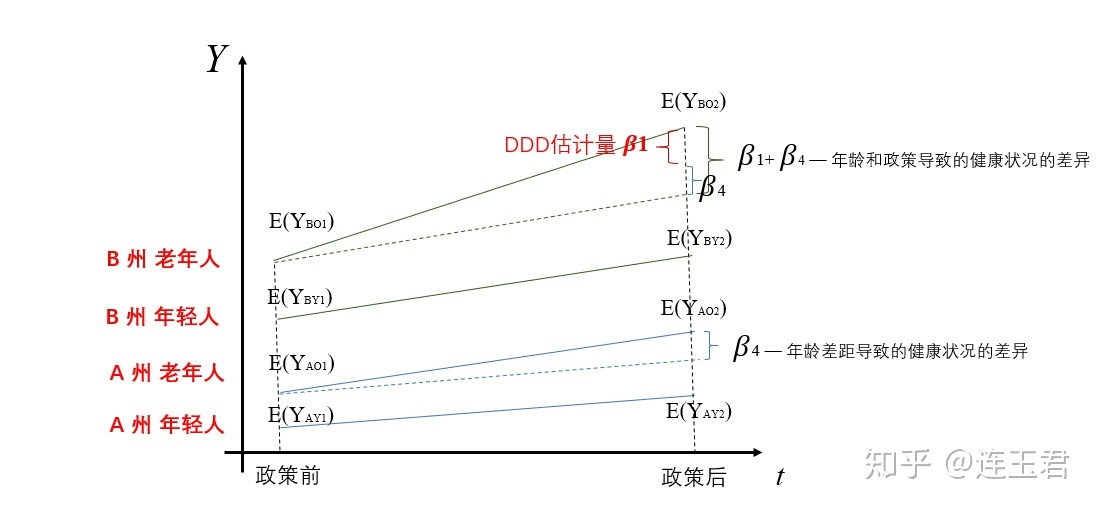 Y
E(YBO2)
DDD估计量 β1
β1+ β4 — 年龄和政策导致的健康状况的差异
β4
E(YBO1)
E(YBY2)
B 州 老年人
E(YBY1)
B 州 年轻人
E(YAO2)
β4 — 年龄差距导致的健康状况的差异
E(YAO1)
A 州 老年人
E(YAY1)
E(YAY2)
A 州 年轻人
政策前
政策后
t
知乎 @连玉君